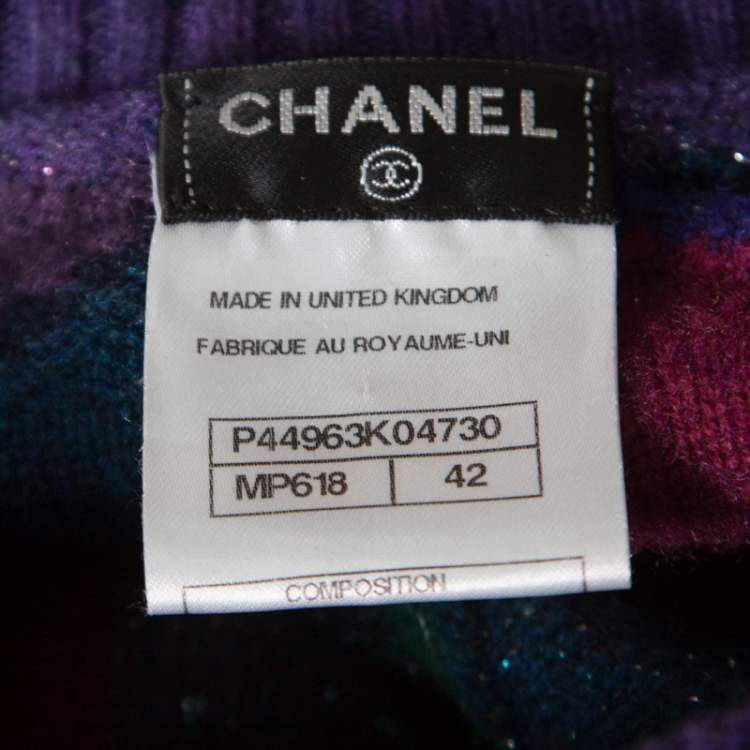 CHANEL
MADE IN UNITED KINGDOM
FABRIQUE AU ROYAUME-UNI
P44963K04730
MP618 42
COMPOSITION